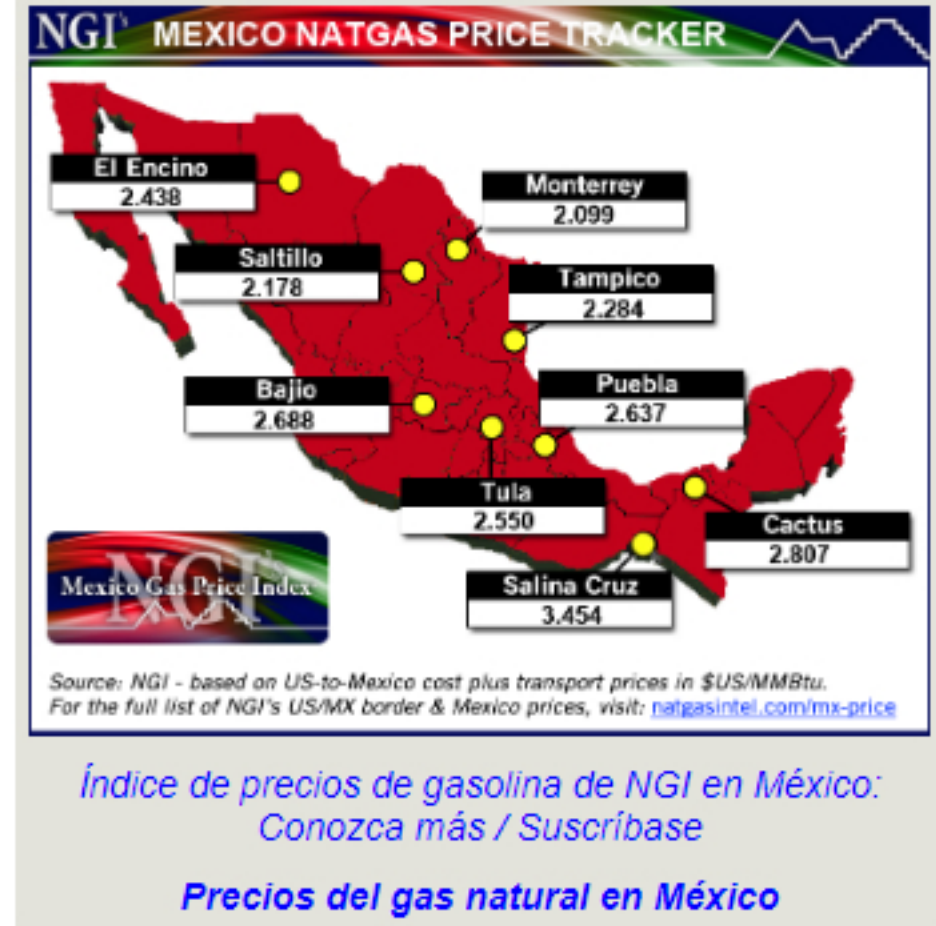 NGI MEXICO NATGAS PRICE TRACKER
El Encino
2.438
Monterrey
2.099
Saltillo
2.178
Tampico
2.284
Bajio
2.688
Puebla
2.637
Tula
2.550
Cactus
2.807
Salina Cruz
3.454
NGI's
Mexico Gas Price Index
Source: NGI - based on US-to-Mexico cost plus transport prices in $US/MMBtu.
For the full list of NGI's US/MX border & Mexico prices, visit: natgasintel.com/mx-price
Índice de precios de gasolina de NGI en México:
Conozca más / Suscríbase
Precios del gas natural en México